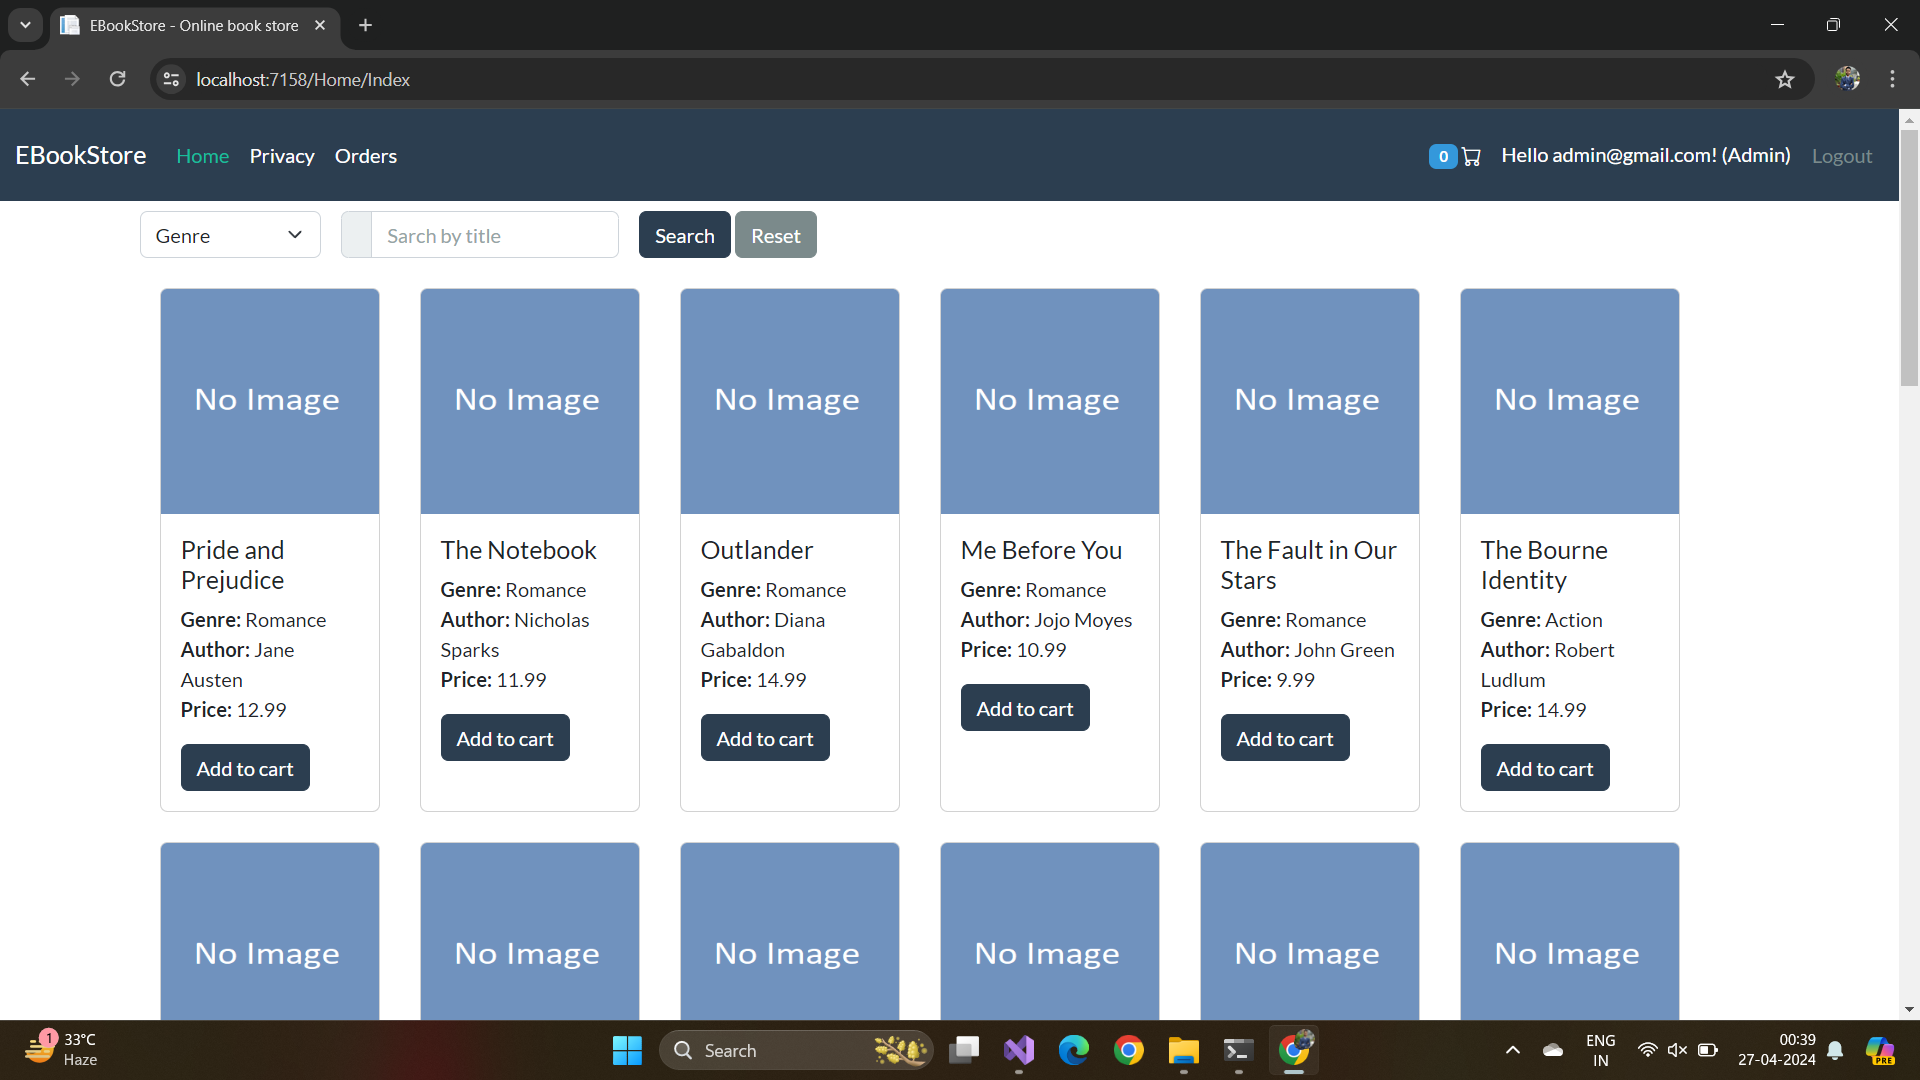 EBookStore - Online book store
localhost:7158/Home/Index
EBookStore Home Privacy Orders 0 Hello admin@gmail.com! (Admin) Logout
Genre Sarch by title Search Reset
No Image No Image No Image No Image No Image No Image
Pride and
Prejudice
Genre: Romance
Author: Jane
Austen
Price: 12.99
Add to cart
The Notebook
Genre: Romance
Author: Nicholas
Sparks
Price: 11.99
Add to cart
Outlander
Genre: Romance
Author: Diana
Gabaldon
Price: 14.99
Add to cart
Me Before You
Genre: Romance
Author: Jojo Moyes
Price: 10.99
Add to cart
The Fault in Our
Stars
Genre: Romance
Author: John Green
Price: 9.99
Add to cart
The Bourne
Identity
Genre: Action
Author: Robert
Ludlum
Price: 14.99
Add to cart
No Image No Image No Image No Image No Image No Image
1
33°C
Haze
Search
ENG
IN
00:39
27-04-2024
PRE